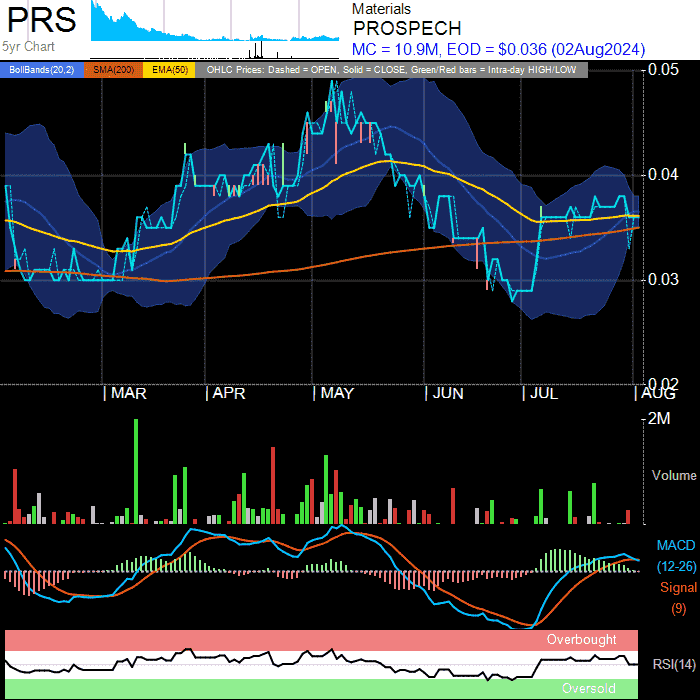 PRS
5yr Chart
Materials
PROSPECH
MC = 10.9M, EOD = $0.036 (02Aug2024)
BollBands(20,2) SMA(200) EMA(50) OHLC Prices: Dashed = OPEN, Solid = CLOSE, Green/Red bars = Intra-day HIGH/LOW
0.05
0.04
0.03
0.02
MAR APR MAY JUN JUL AUG
2M
Volume
MACD
(12-26)
Signal
(9)
Overbought
RSI(14)
Oversold